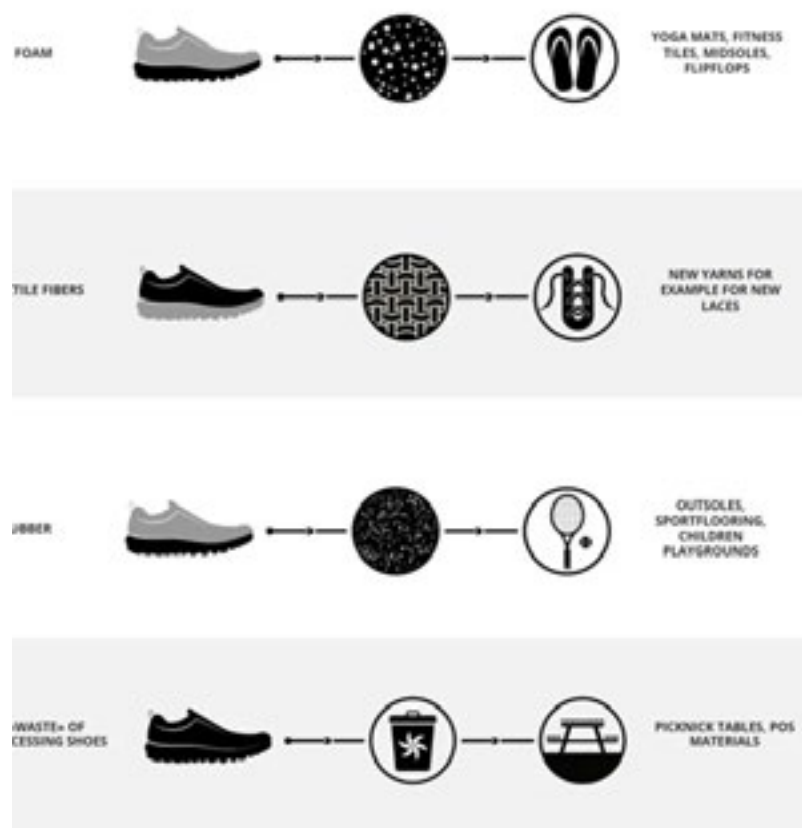 FOAM
YOGA MATS, FITNESS
TILES, MIDSOLES,
FLIPFLOPS
TILE FIBERS
NEW YARNS FOR
EXAMPLE FOR NEW
LACES
UBBER
OUTSOLES,
SPORTFLOORING,
CHILDREN
PLAYGROUNDS
«WASTE» OF
CESSING SHOES
PICKNICK TABLES, POS
MATERIALS